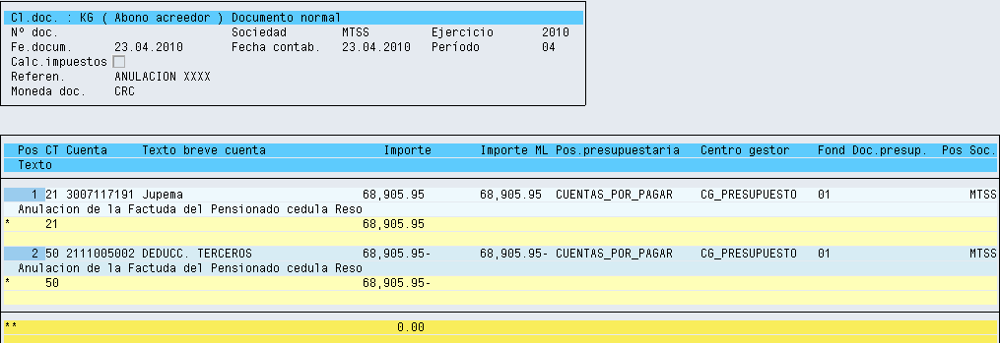 Cl.doc. : KG ( Abono acreedor ) Documento normal
Nº doc. Sociedad MTSS Ejercicio 2010
Fe.docum. 23.04.2010 Fecha contab. 23.04.2010 Período 04
Calc.impuestos
Referen. ANULACION XXXX
Moneda doc. CRC
Pos CT Cuenta Texto breve cuenta Importe Importe ML Pos.presupuestaria Centro gestor Fond Doc.presup. Pos Soc.
Texto
1 21 3007117191 Jupema 68,905.95 68,905.95 CUENTAS_POR_PAGAR CG_PRESUPUESTO 01 MTSS
Anulacion de la Factuda del Pensionado cedula Reso
* 21 68,905.95
2 50 2111005002 DEDUCC. TERCEROS 68,905.95- 68,905.95- CUENTAS_POR_PAGAR CG_PRESUPUESTO 01 MTSS
Anulacion de la Factuda del Pensionado cedula Reso
* 50 68,905.95-
** 0.00